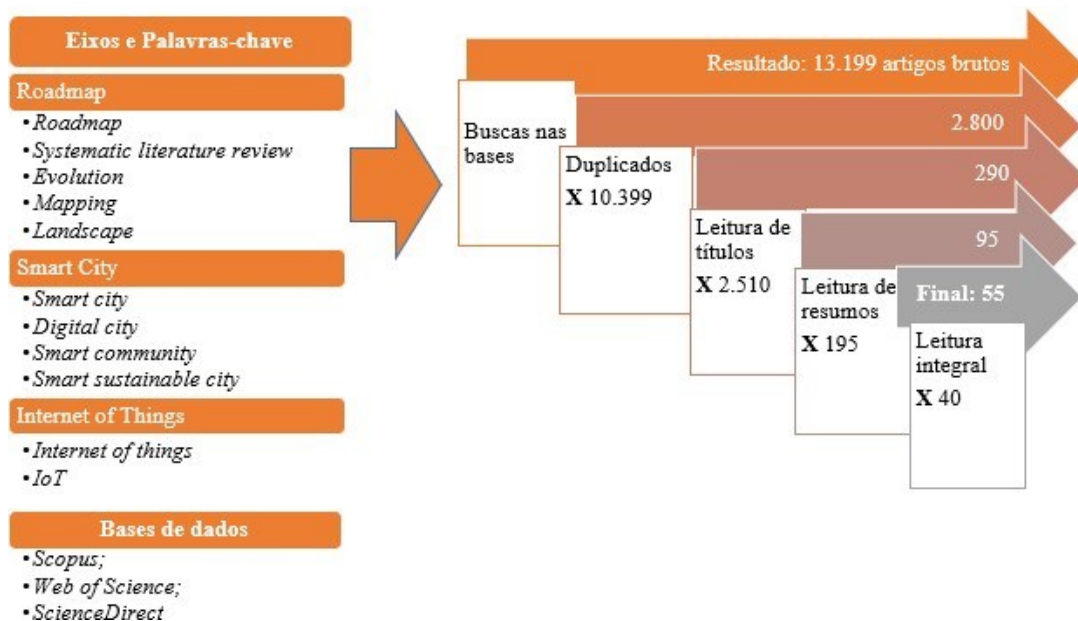 Eixos e Palavras-chave
Roadmap
•Roadmap
•Systematic literature review
•Evolution
•Mapping
•Landscape
Smart City
•Smart city
•Digital city
•Smart community
•Smart sustainable city
Internet of Things
•Internet of things
•IoT
Bases de dados
•Scopus;
•Web of Science;
•ScienceDirect
Resultado: 13.199 artigos brutos
Buscas nas
bases
2.800
Duplicados
X 10.399
290
Leitura de
títulos
X 2.510
95
Leitura de
resumos
X 195
Final: 55
Leitura
integral
X 40